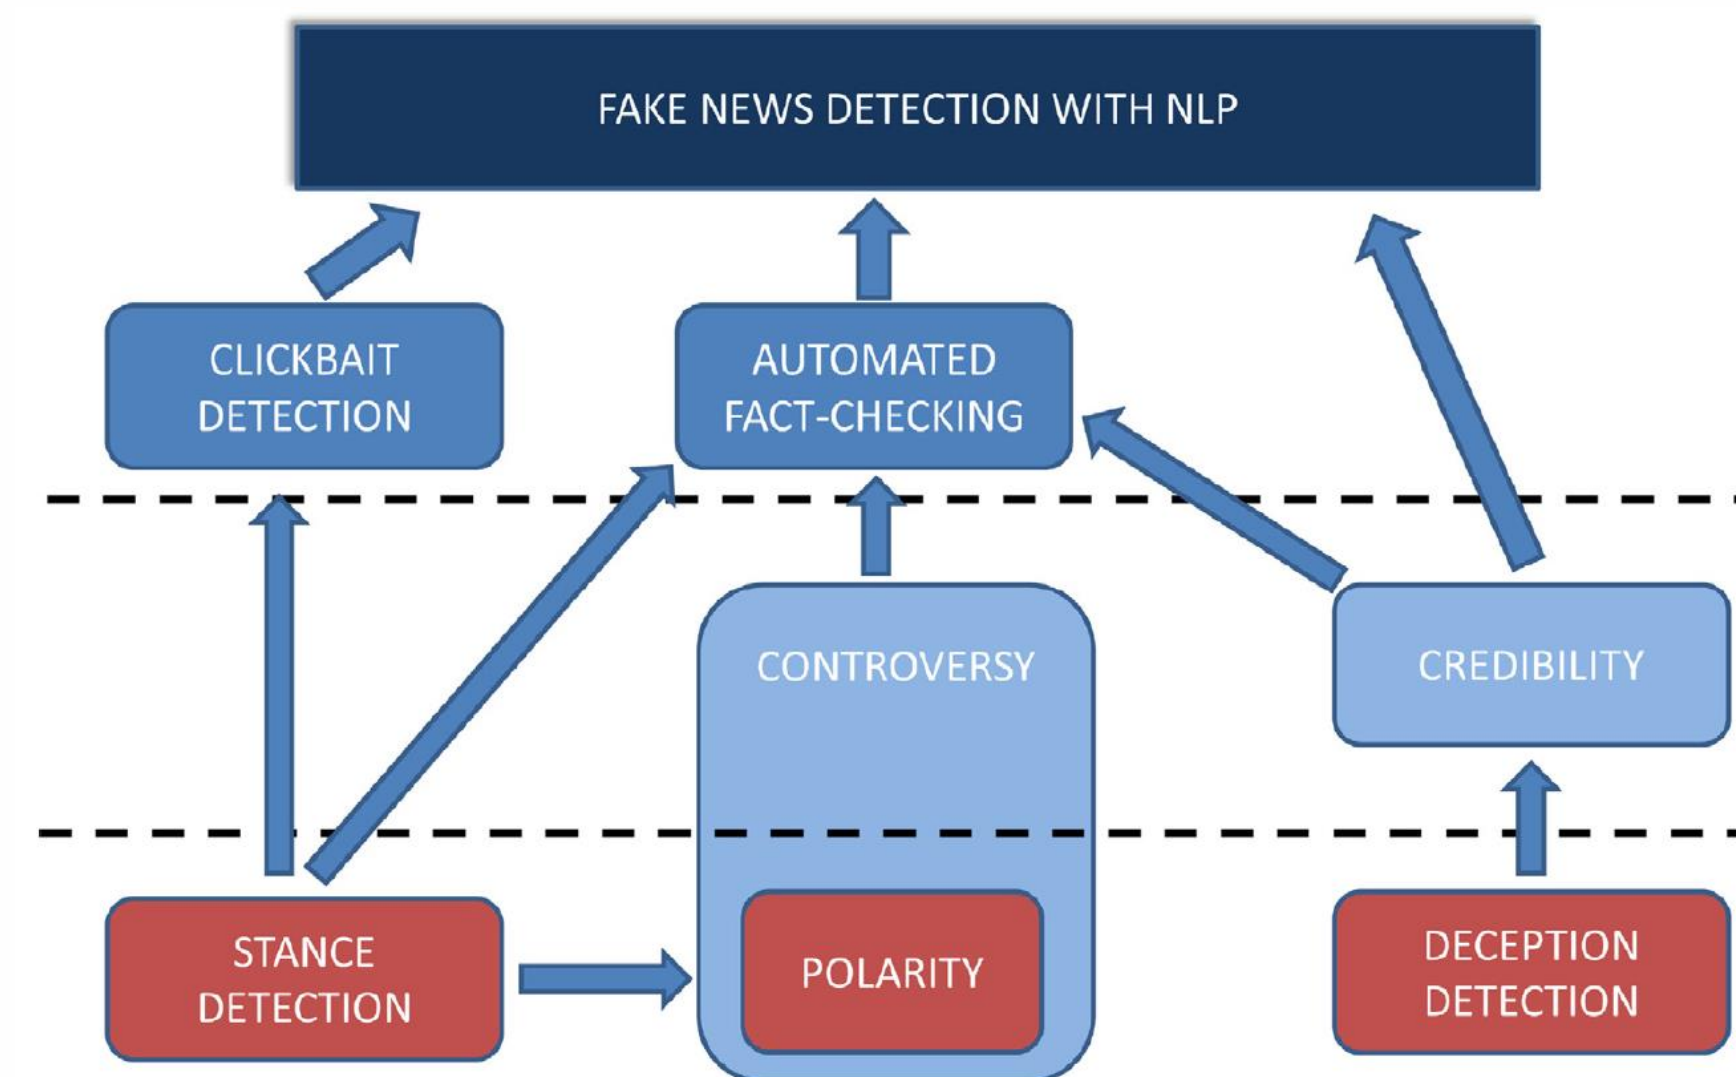 FAKE NEWS DETECTION WITH NLP
CLICKBAIT
DETECTION
AUTOMATED
FACT-CHECKING
CONTROVERSY
CREDIBILITY
STANCE
DETECTION
POLARITY
DECEPTION
DETECTION